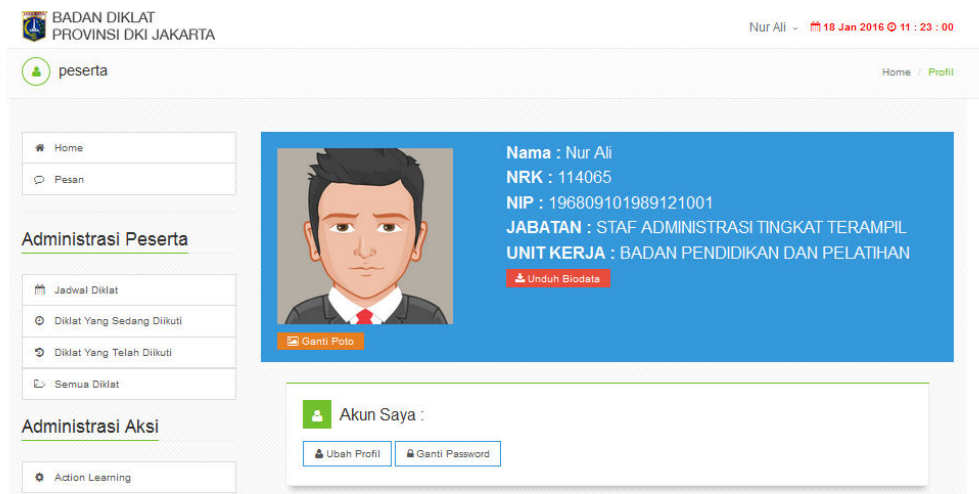 BADAN DIKLAT
PROVINSI DKI JAKARTA
Nur Ali
18 Jan 2016 11 : 23 : 00
peserta
Home / Profil
Home
Pesan
Administrasi Peserta
Jadwal Diklat
Diklat Yang Sedang Diikuti
Diklat Yang Telah Diikuti
Semua Diklat
Administrasi Aksi
Action Learning
Nama : Nur Ali
NRK : 114065
NIP : 196809101989121001
JABATAN : STAF ADMINISTRASI TINGKAT TERAMPIL
UNIT KERJA : BADAN PENDIDIKAN DAN PELATIHAN
Unduh Biodata
Ganti Poto
Akun Saya :
Ubah Profil
Ganti Password